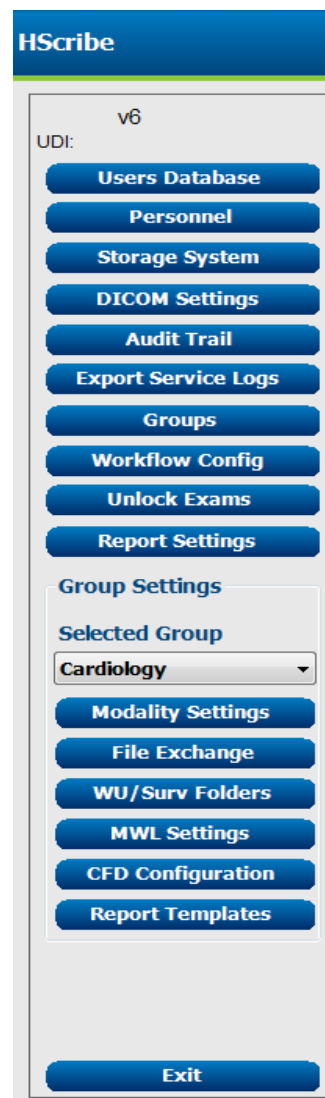 HScribe
v6
UDI:
Users Database
Personnel
Storage System
DICOM Settings
Audit Trail
Export Service Logs
Groups
Workflow Config
Unlock Exams
Report Settings
Group Settings
Selected Group
Cardiology
Modality Settings
File Exchange
WU/Surv Folders
MWL Settings
CFD Configuration
Report Templates
Exit